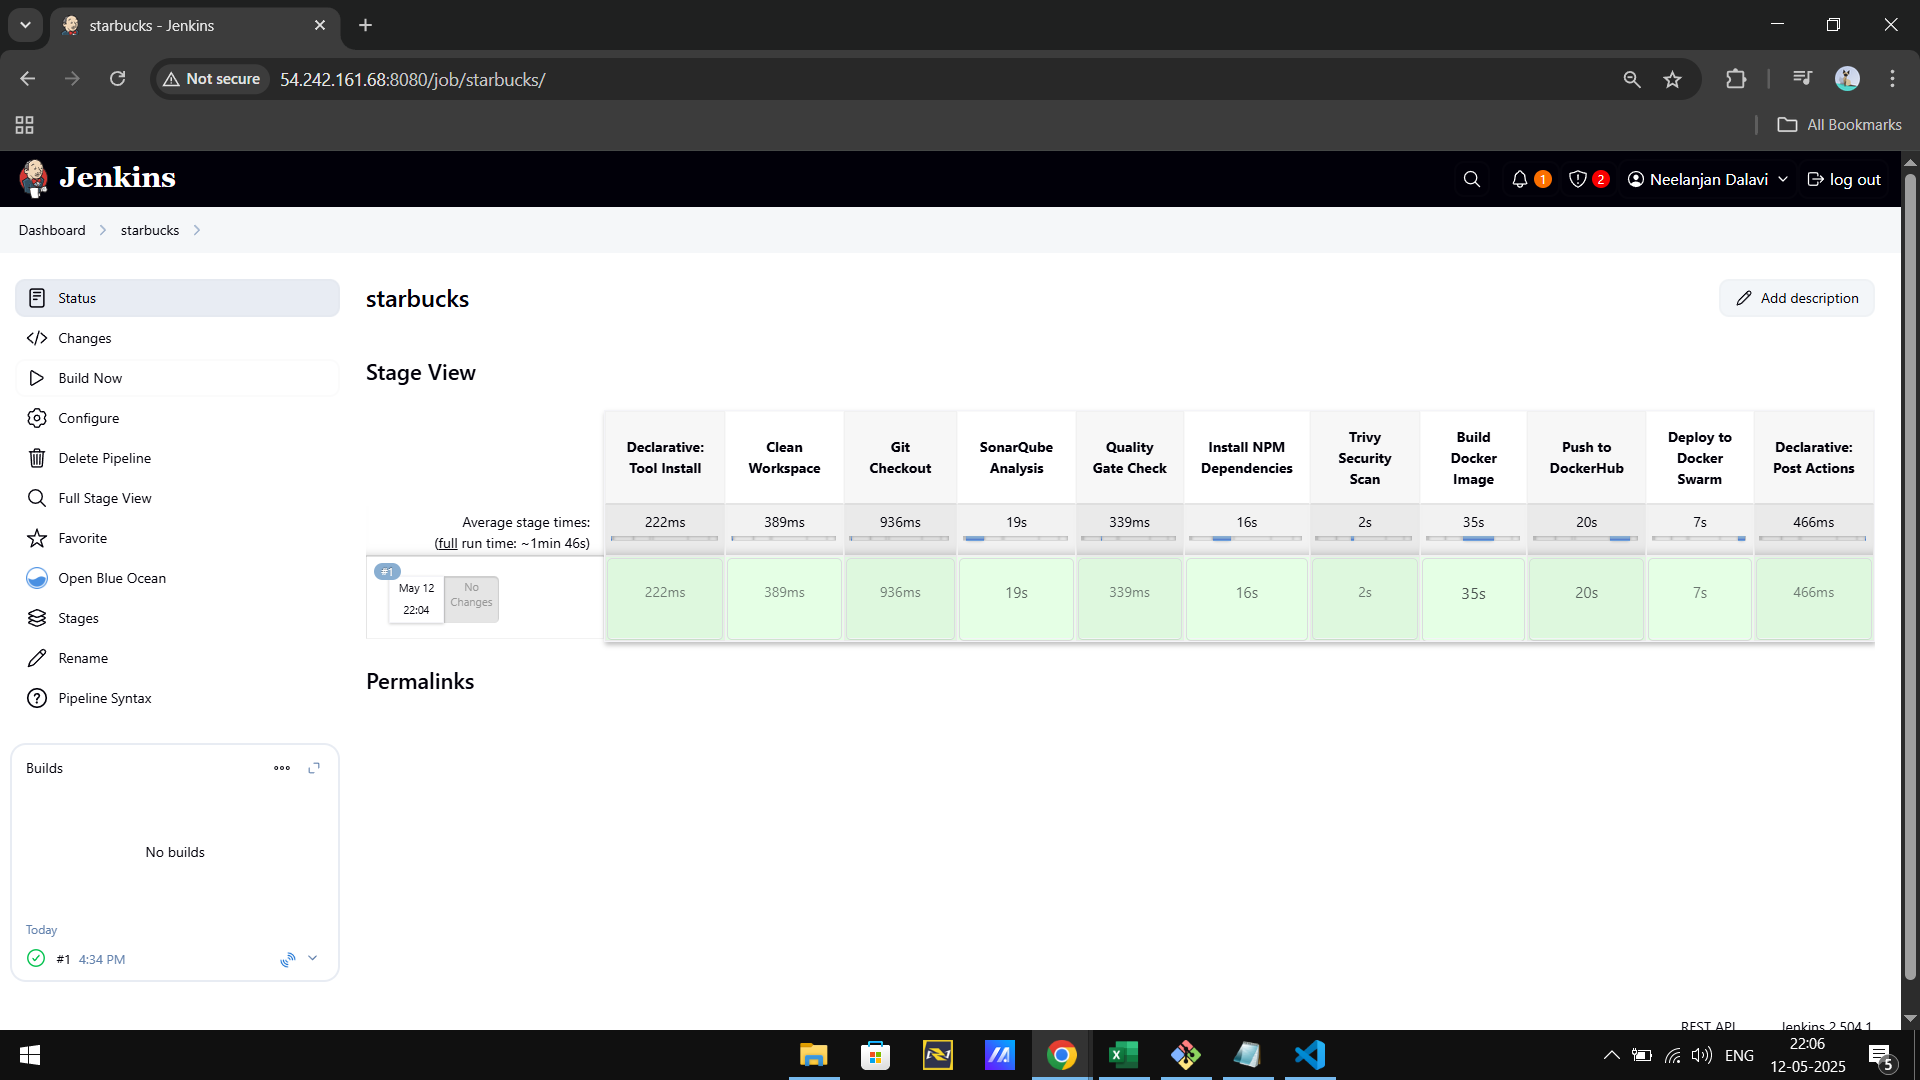 starbucks - Jenkins
Not secure
54.242.161.68:8080/job/starbucks/
All Bookmarks
Jenkins
1
2
Neelanjan Dalavi
log out
Dashboard
starbucks
Status
Changes
Build Now
Configure
Delete Pipeline
Full Stage View
Favorite
Open Blue Ocean
Stages
Rename
Pipeline Syntax
Builds
No builds
Today
#1 4:34 PM
starbucks
Add description
Stage View
Declarative: Tool Install
Clean Workspace
Git Checkout
SonarQube Analysis
Quality Gate Check
Install NPM Dependencies
Trivy Security Scan
Build Docker Image
Push to DockerHub
Deploy to Docker Swarm
Declarative: Post Actions
Average stage times:
(full run time: ~1min 46s)
222ms
389ms
936ms
19s
339ms
16s
2s
35s
20s
7s
466ms
#1
May 12
22:04
No Changes
222ms
389ms
936ms
19s
339ms
16s
2s
35s
20s
7s
466ms
Permalinks
REST API
Jenkins 2.504.1
ENG
22:06
12-05-2025
5